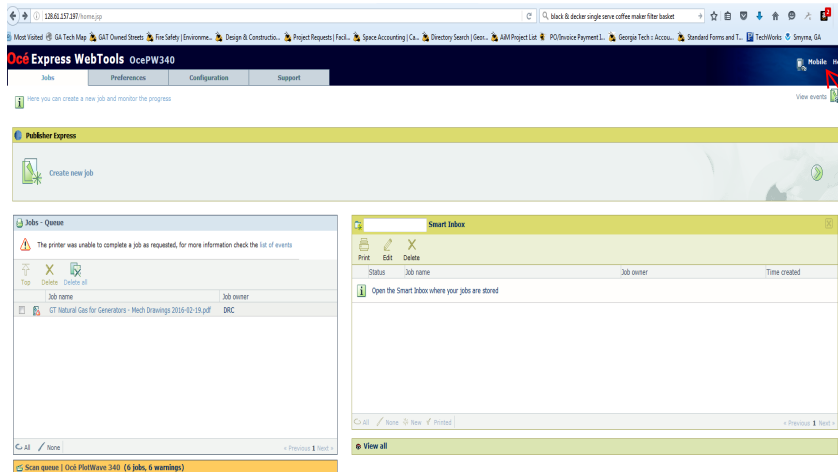 128.61.157.197/home.jsp
black & decker single serve coffee maker filter basket
2
Most Visited GA Tech Map GAT Owned Streets Fire Safety (Environme... Design & Constructio... Project Requests | Facil... Space Accounting | Ca... Directory Search | Geor... AiM Project List PO/Invoice Payment I... Georgia Tech :: Accou... Standard Forms and T... TechWorks Smyrna, GA
Océ Express WebTools OcePW340
Mobile He
Jobs Preferences Configuration Support
Here you can create a new job and monitor the progress
View events
Publisher Express
Create new job
Jobs - Queue
Smart Inbox
The printer was unable to complete a job as requested, for more information check the list of events
Print Edit Delete
Top Delete Delete all
Status Job name Job owner Time created
Job name Job owner
Open the Smart Inbox where your jobs are stored
GT Natural Gas for Generators - Mech Drawings 2016-02-19.pdf DRC
All None New Printed
< Previous 1 Next >
All None
< Previous 1 Next >
View all
Scan queue | Océ PlotWave 340 (6 jobs, 6 warnings)